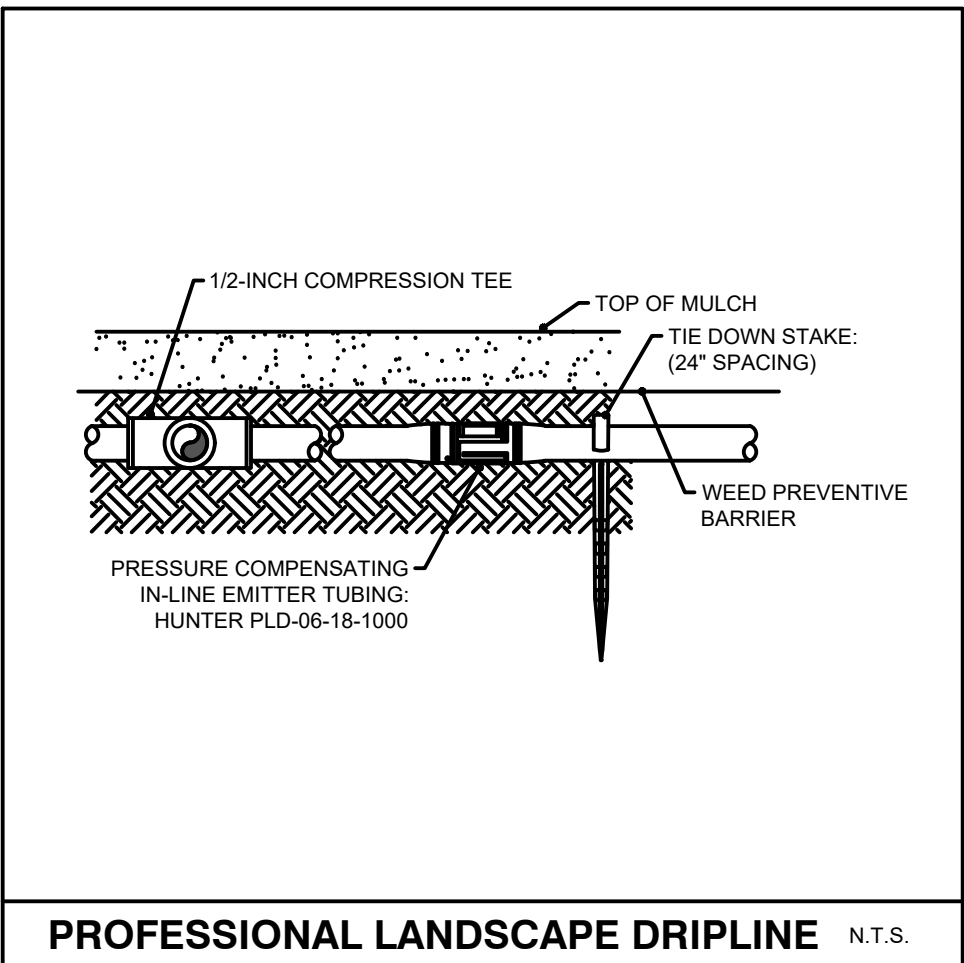 1/2-INCH COMPRESSION TEE
TOP OF MULCH
TIE DOWN STAKE:
(24" SPACING)
WEED PREVENTIVE
BARRIER
PRESSURE COMPENSATING
IN-LINE EMITTER TUBING:
HUNTER PLD-06-18-1000
PROFESSIONAL LANDSCAPE DRIPLINE N.T.S.